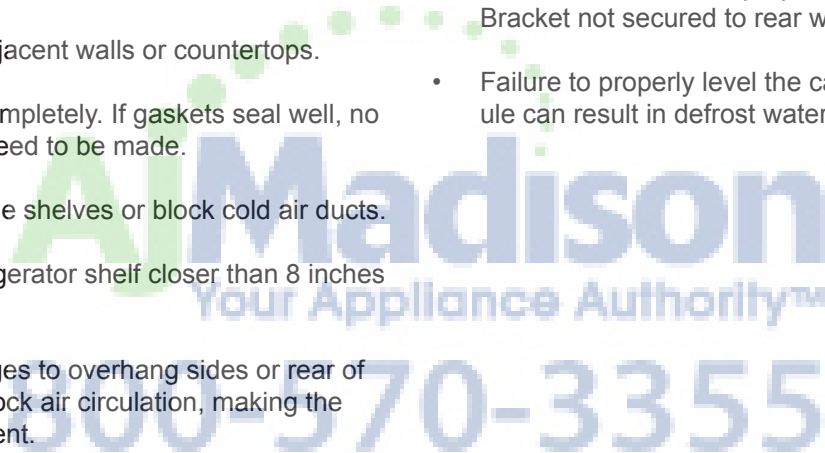 jacent walls or countertops.
mpletely. If gaskets seal well, no
eed to be made.
e shelves or block cold air ducts.
gerator shelf closer than 8 inches
ges to overhang sides or rear of
ock air circulation, making the
ent.
Bracket not secured to rear w
• Failure to properly level the ca
ule can result in defrost water
AJMadison
Your Appliance Authority™
800-570-3355